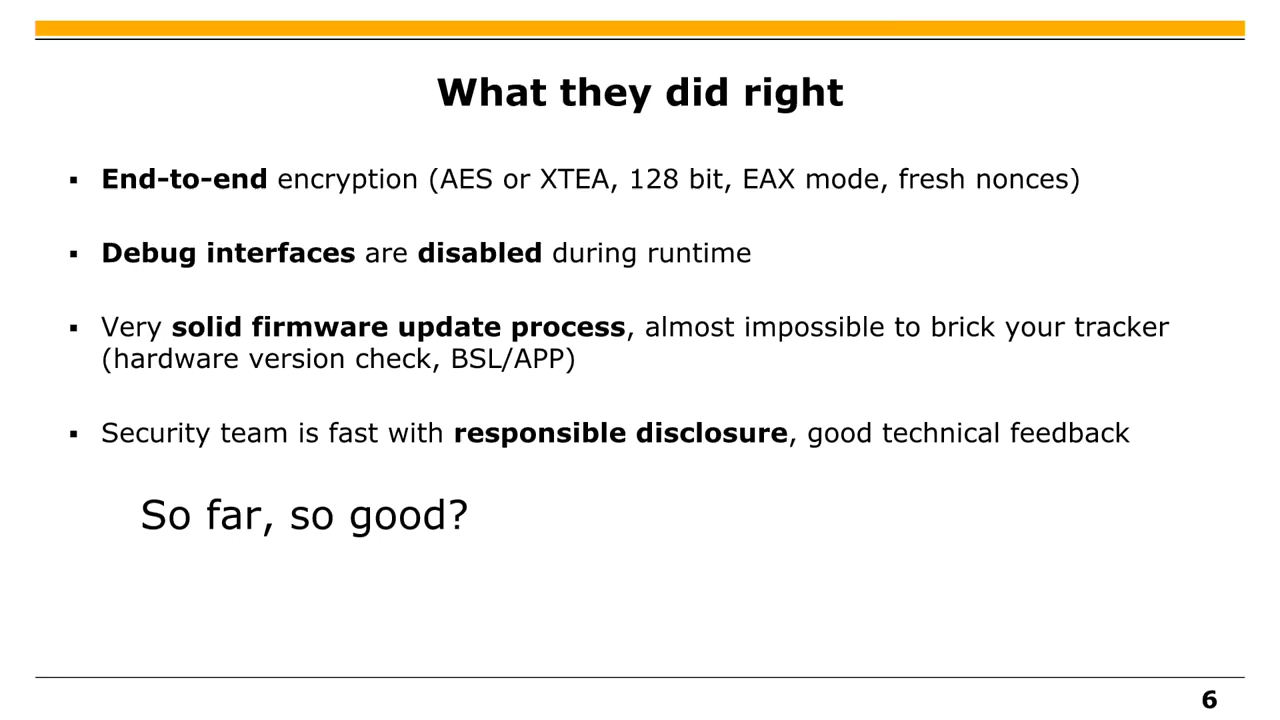 What they did right
▪ End-to-end encryption (AES or XTEA, 128 bit, EAX mode, fresh nonces)
▪ Debug interfaces are disabled during runtime
▪ Very solid firmware update process, almost impossible to brick your tracker
(hardware version check, BSL/APP)
▪ Security team is fast with responsible disclosure, good technical feedback
So far, so good?
6